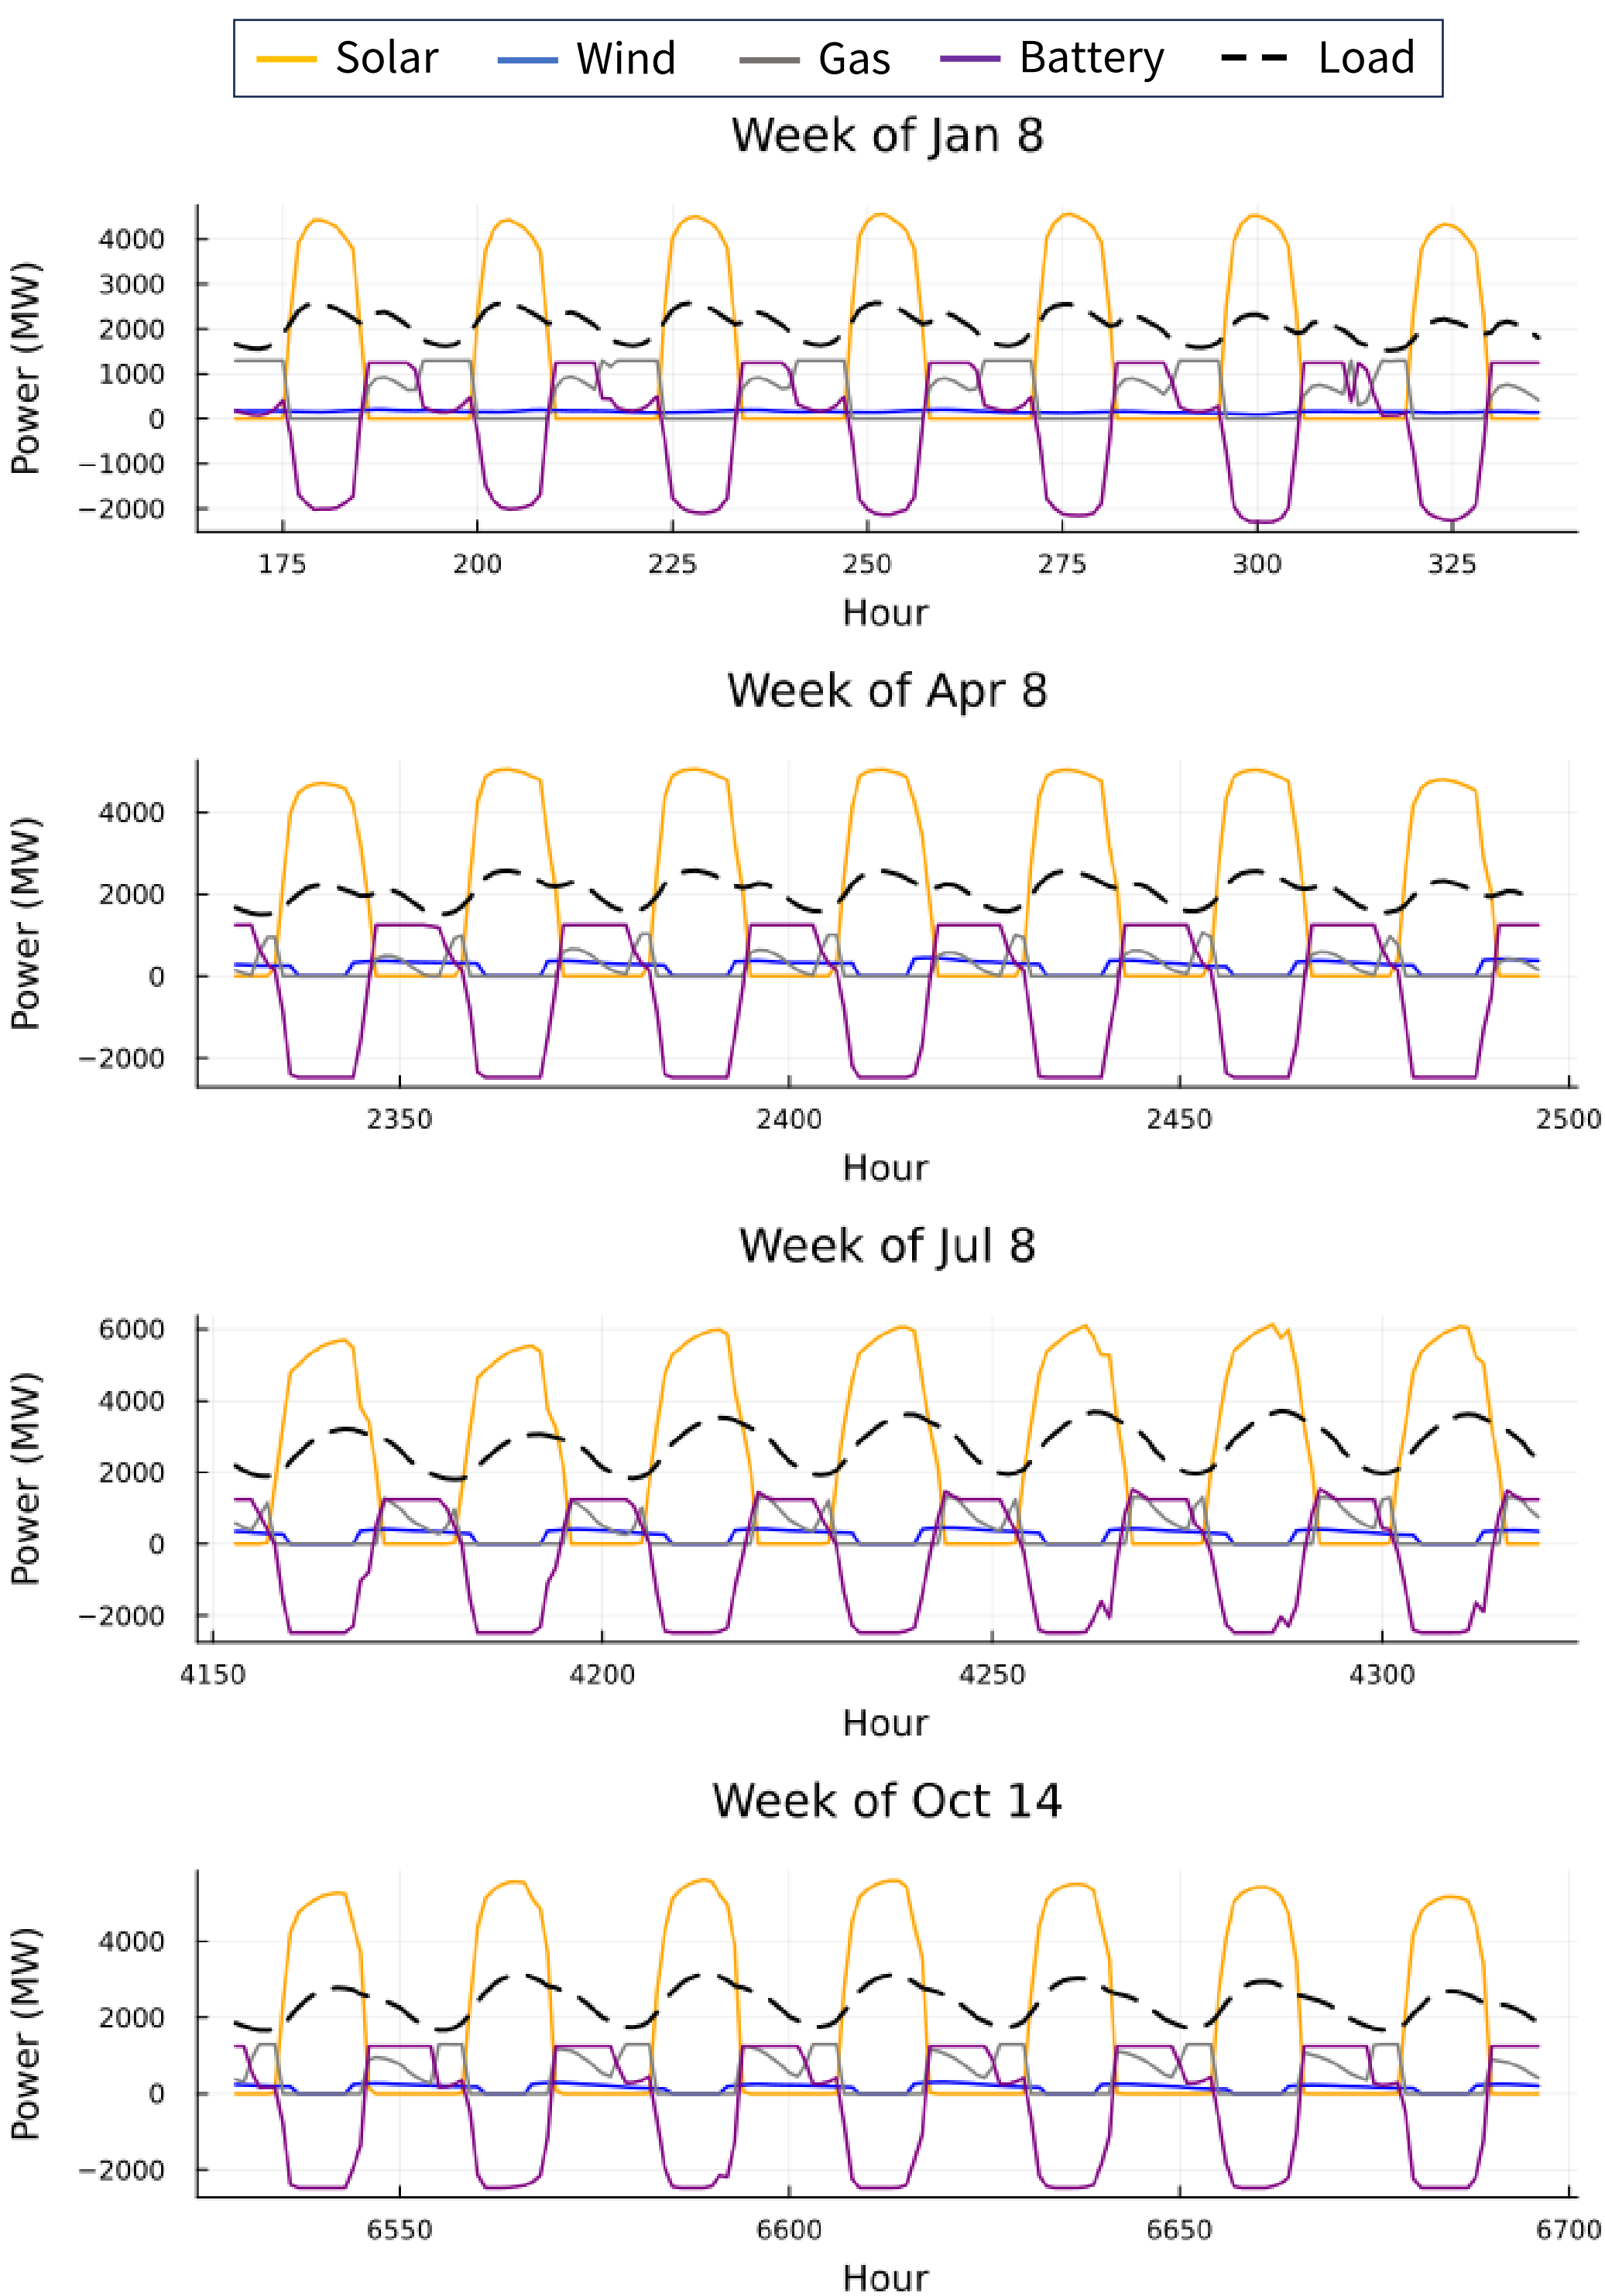 Solar Wind Gas Battery Load
Week of Jan 8
Power (MW)
4000
3000
2000
1000
0
−1000
−2000
175 200 225 250 275 300 325
Hour
Week of Apr 8
Power (MW)
4000
2000
0
−2000
2350 2400 2450 2500
Hour
Week of Jul 8
Power (MW)
6000
4000
2000
0
−2000
4150 4200 4250 4300
Hour
Week of Oct 14
Power (MW)
4000
2000
0
−2000
6550 6600 6650 6700
Hour